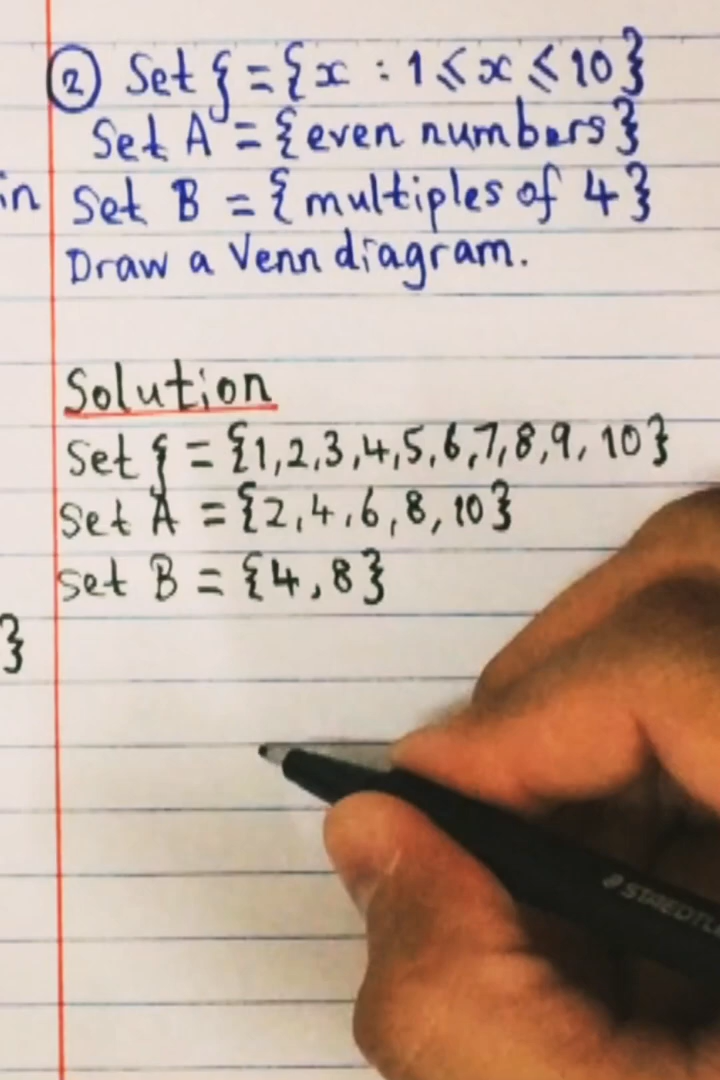 ② Set ξ = {x : 1 ⩽ x ⩽ 10}
Set A = {even numbers}
in
Set B = {multiples of 4}
Draw a Venn diagram.
Solution
Set ξ = {1,2,3,4,5,6,7,8,9,10}
Set A = {2,4,6,8,10}
set B = {4,8}
}
STAEDTL